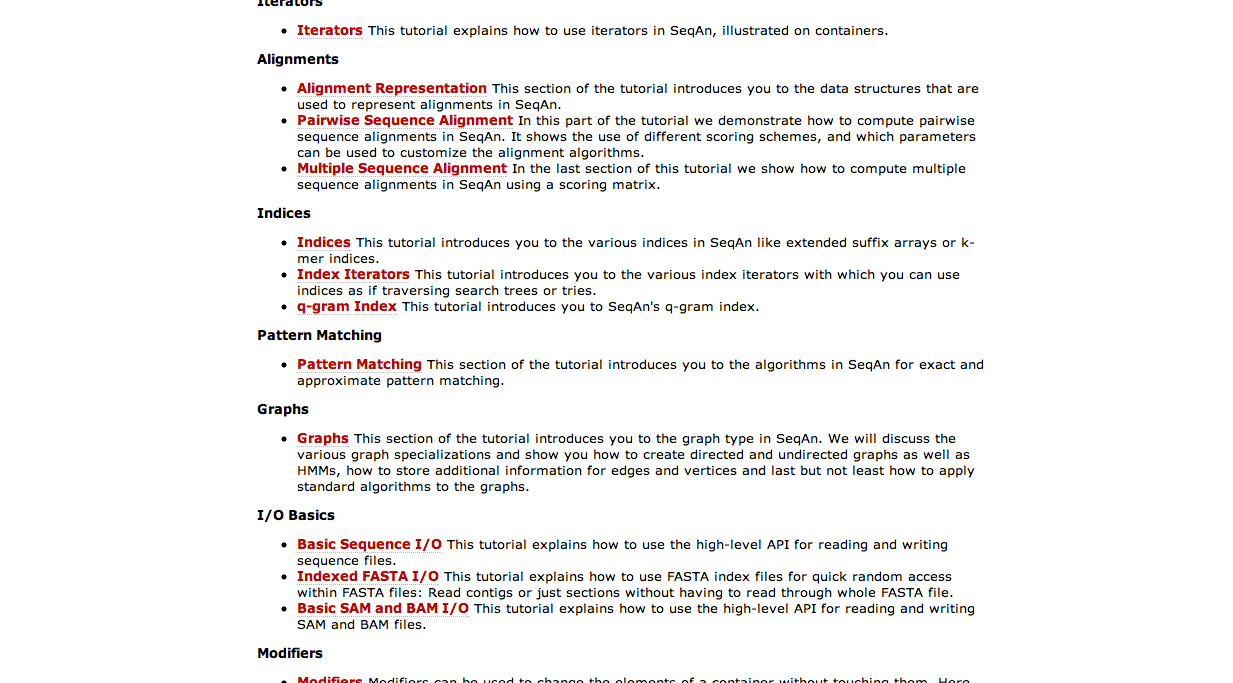 Iterators
Iterators This tutorial explains how to use iterators in SeqAn, illustrated on containers.
Alignments
Alignment Representation This section of the tutorial introduces you to the data structures that are
used to represent alignments in SeqAn.
Pairwise Sequence Alignment In this part of the tutorial we demonstrate how to compute pairwise
sequence alignments in SeqAn. It shows the use of different scoring schemes, and which parameters
can be used to customize the alignment algorithms.
Multiple Sequence Alignment In the last section of this tutorial we show how to compute multiple
sequence alignments in SeqAn using a scoring matrix.
Indices
Indices This tutorial introduces you to the various indices in SeqAn like extended suffix arrays or k-
mer indices.
Index Iterators This tutorial introduces you to the various index iterators with which you can use
indices as if traversing search trees or tries.
q-gram Index This tutorial introduces you to SeqAn's q-gram index.
Pattern Matching
Pattern Matching This section of the tutorial introduces you to the algorithms in SeqAn for exact and
approximate pattern matching.
Graphs
Graphs This section of the tutorial introduces you to the graph type in SeqAn. We will discuss the
various graph specializations and show you how to create directed and undirected graphs as well as
HMMs, how to store additional information for edges and vertices and last but not least how to apply
standard algorithms to the graphs.
I/O Basics
Basic Sequence I/O This tutorial explains how to use the high-level API for reading and writing
sequence files.
Indexed FASTA I/O This tutorial explains how to use FASTA index files for quick random access
within FASTA files: Read contigs or just sections without having to read through whole FASTA file.
Basic SAM and BAM I/O This tutorial explains how to use the high-level API for reading and writing
SAM and BAM files.
Modifiers
Modifiers Modifiers can be used to change the elements of a container without touching them. Here